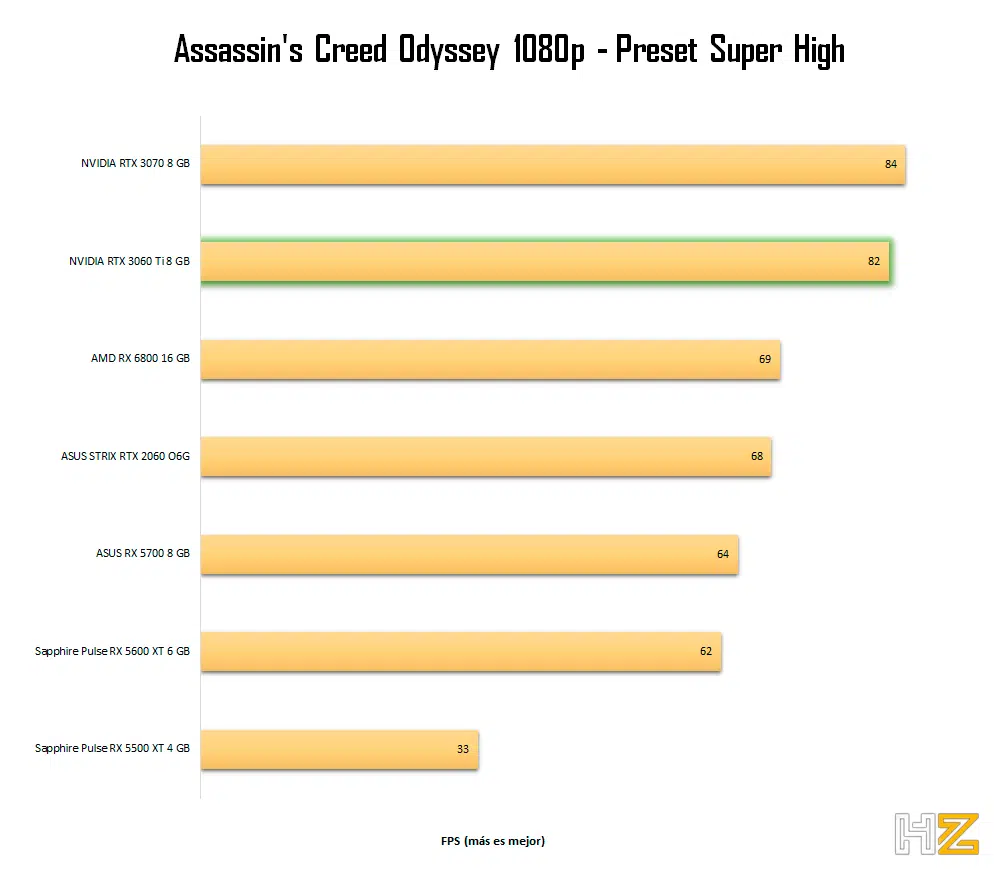 Assassin's Creed Odyssey 1080p - Preset Super High
NVIDIA RTX 3070 8 GB
84
NVIDIA RTX 3060 Ti 8 GB
82
AMD RX 6800 16 GB
69
ASUS STRIX RTX 2060 O6G
68
ASUS RX 5700 8 GB
64
Sapphire Pulse RX 5600 XT 6 GB
62
Sapphire Pulse RX 5500 XT 4 GB
33
FPS (más es mejor)
HZ